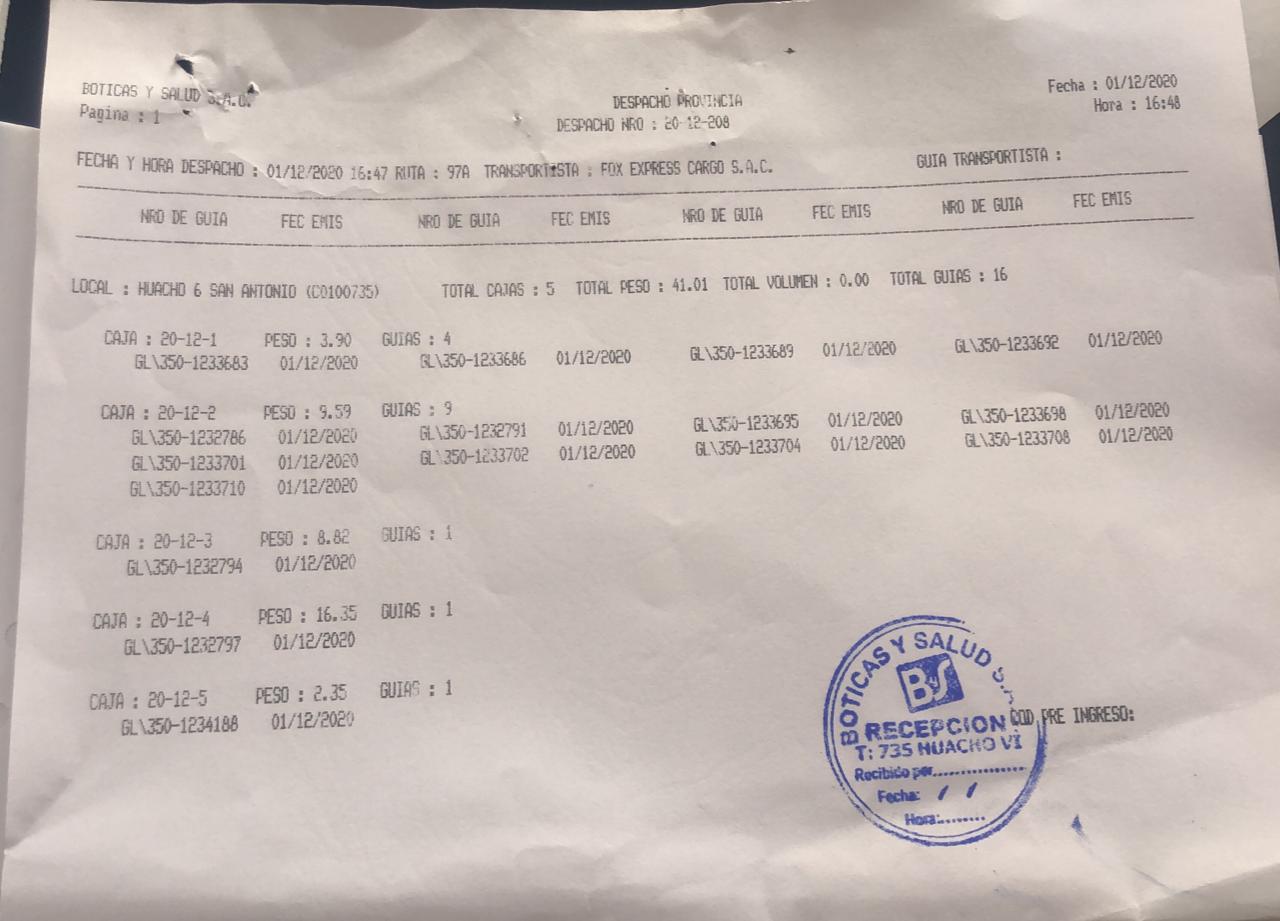 BOTICAS Y SALUD S.A.C.
Pagina : 1
DESPACHO PROVINCIA
DESPACHO NRO : 20-12-208
Fecha : 01/12/2020
Hora : 16:48
FECHA Y HORA DESPACHO : 01/12/2020 16:47 RUTA : 97A TRANSPORTISTA : FOX EXPRESS CARGO S.A.C. GUIA TRANSPORTISTA :
NRO DE GUIA FEC EMIS NRO DE GUIA FEC EMIS NRO DE GUIA FEC EMIS NRO DE GUIA FEC EMIS
LOCAL : HUACHO 6 SAN ANTONIO (C0100735) TOTAL CAJAS : 5 TOTAL PESO : 41.01 TOTAL VOLUMEN : 0.00 TOTAL GUIAS : 16
CAJA : 20-12-1 PESO : 3.90 GUIAS : 4
GL\350-1233683 01/12/2020 GL\350-1233686 01/12/2020 GL\350-1233689 01/12/2020 GL\350-1233692 01/12/2020
CAJA : 20-12-2 PESO : 9.59 GUIAS : 9
GL\350-1232786 01/12/2020 GL\350-1232791 01/12/2020 GL\350-1233695 01/12/2020 GL\350-1233698 01/12/2020
GL\350-1233701 01/12/2020 GL\350-1233702 01/12/2020 GL\350-1233704 01/12/2020 GL\350-1233708 01/12/2020
GL\350-1233710 01/12/2020
CAJA : 20-12-3 PESO : 8.82 GUIAS : 1
GL\350-1232794 01/12/2020
CAJA : 20-12-4 PESO : 16.35 GUIAS : 1
GL\350-1232797 01/12/2020
CAJA : 20-12-5 PESO : 2.35 GUIAS : 1
GL\350-1234188 01/12/2020
COD PRE INGRESO:
BOTICAS Y SALUD S.A
BS
RECEPCION
T: 735 HUACHO VI
Recibido por................
Fecha: / /
Hora:........